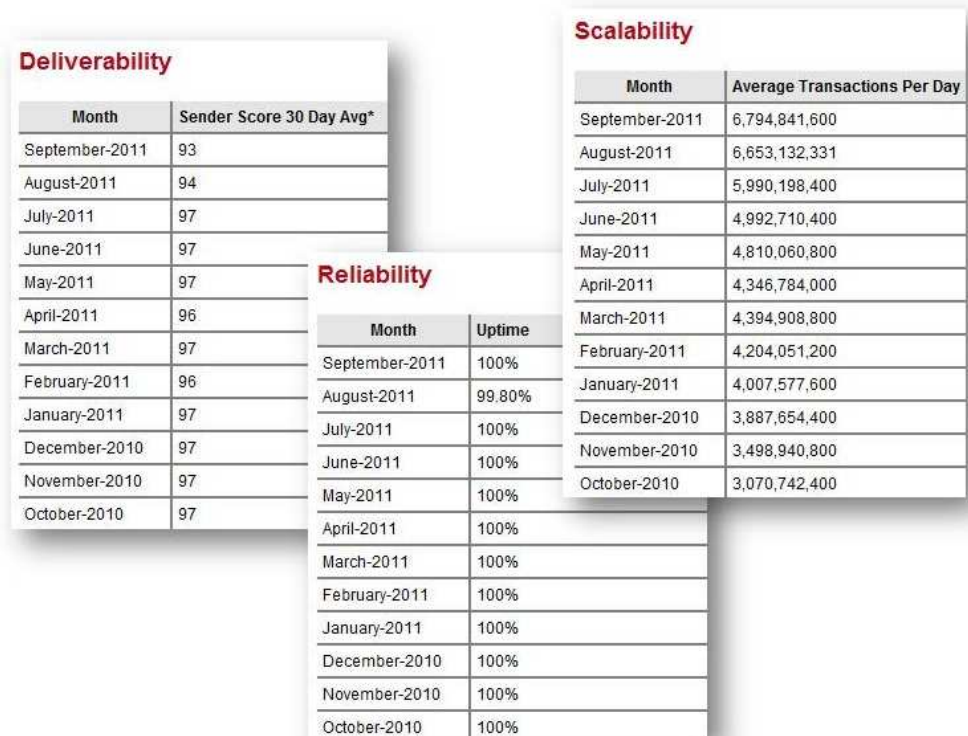 Deliverability
Month Sender Score 30 Day Avg*
September-2011 93
August-2011 94
July-2011 97
June-2011 97
May-2011 97
April-2011 96
March-2011 97
February-2011 96
January-2011 97
December-2010 97
November-2010 97
October-2010 97
Reliability
Month Uptime
September-2011 100%
August-2011 99.80%
July-2011 100%
June-2011 100%
May-2011 100%
April-2011 100%
March-2011 100%
February-2011 100%
January-2011 100%
December-2010 100%
November-2010 100%
October-2010 100%
Scalability
Month Average Transactions Per Day
September-2011 6,794,841,600
August-2011 6,653,132,331
July-2011 5,990,198,400
June-2011 4,992,710,400
May-2011 4,810,060,800
April-2011 4,346,784,000
March-2011 4,394,908,800
February-2011 4,204,051,200
January-2011 4,007,577,600
December-2010 3,887,654,400
November-2010 3,498,940,800
October-2010 3,070,742,400